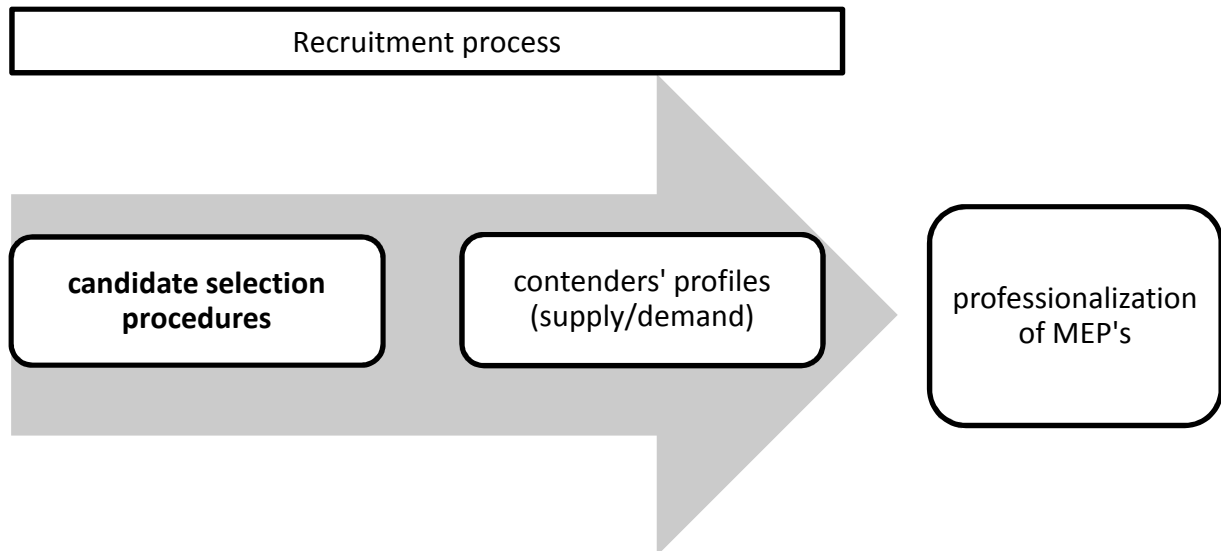 Recruitment process
candidate selection
procedures
contenders' profiles
(supply/demand)
professionalization
of MEP's